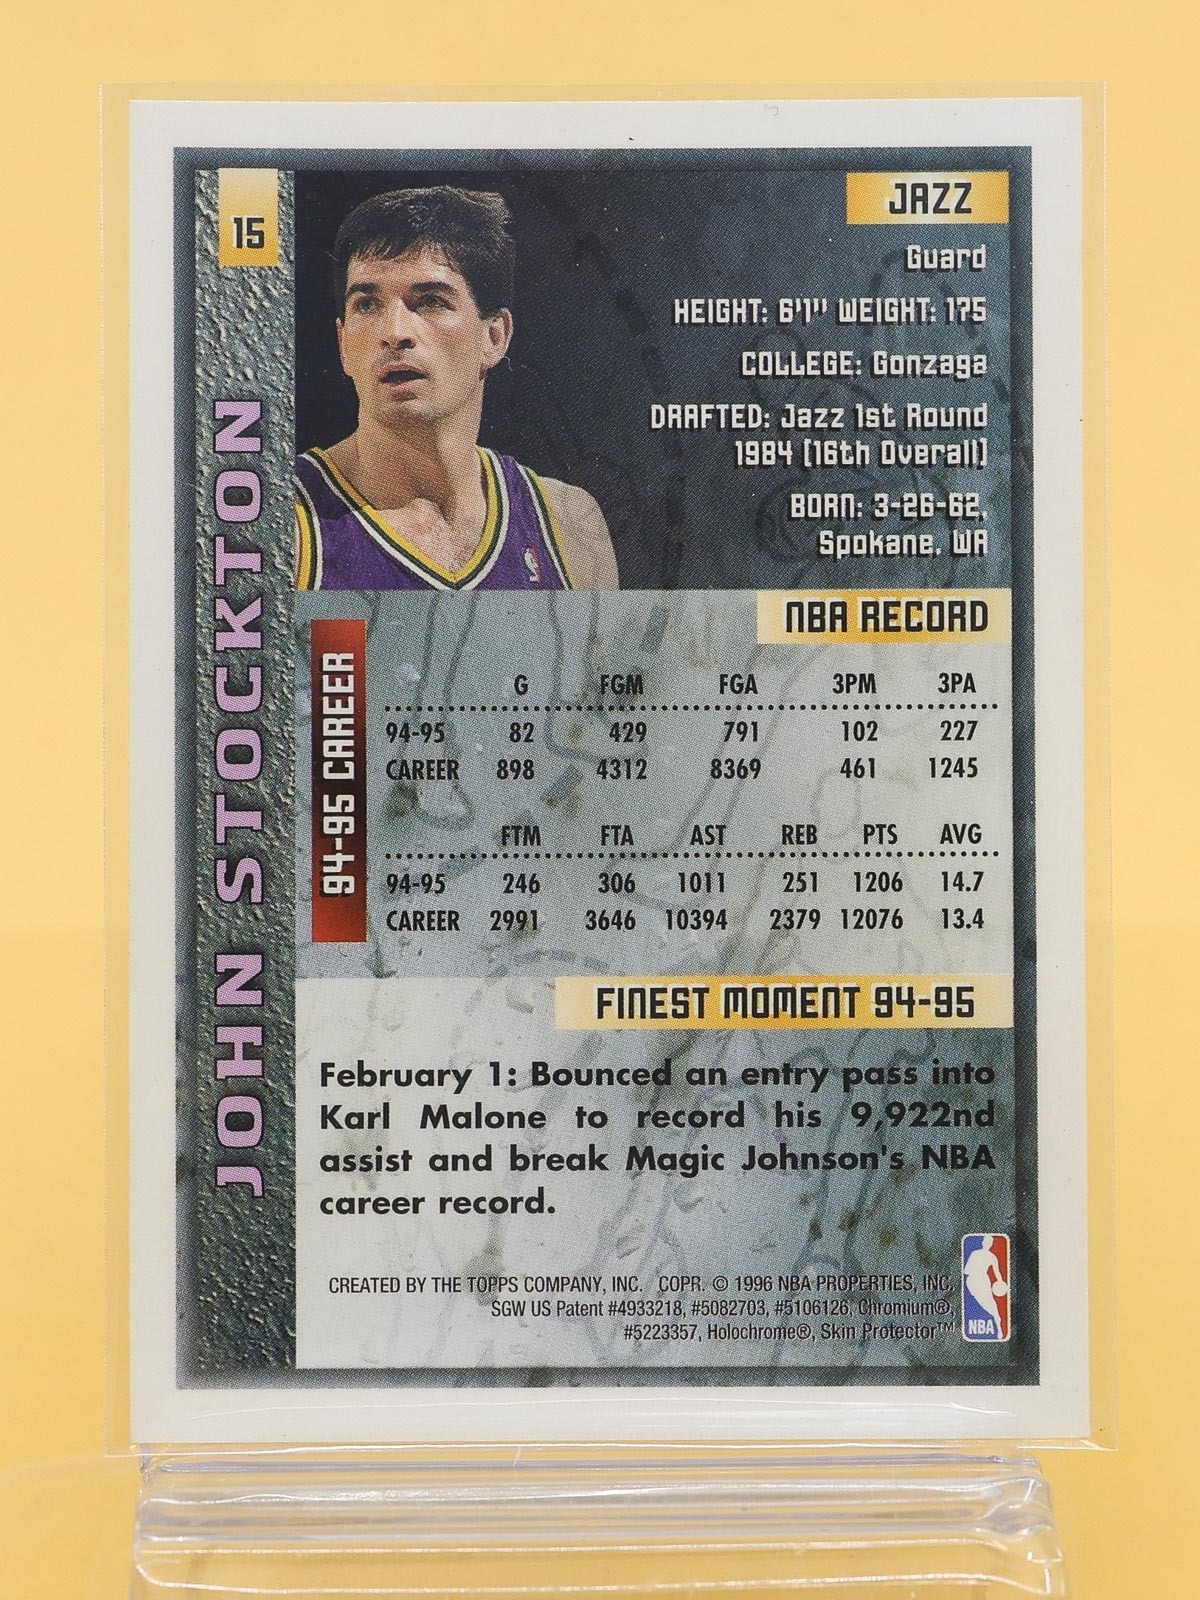 15
JOHN STOCKTON
JAZZ
Guard
HEIGHT: 6'1" WEIGHT: 175
COLLEGE: Gonzaga
DRAFTED: Jazz 1st Round
1984 (16th Overall)
BORN: 3-26-62,
Spokane, WA
NBA RECORD
94-95 CAREER
G FGM FGA 3PM 3PA
94-95 82 429 791 102 227
CAREER 898 4312 8369 461 1245
FTM FTA AST REB PTS AVG
94-95 246 306 1011 251 1206 14.7
CAREER 2991 3646 10394 2379 12076 13.4
FINEST MOMENT 94-95
February 1: Bounced an entry pass into
Karl Malone to record his 9,922nd
assist and break Magic Johnson's NBA
career record.
CREATED BY THE TOPPS COMPANY, INC. COPR. © 1996 NBA PROPERTIES, INC.
SGW US Patent #4933218, #5082703, #5106126, Chromium®,
#5223357, Holochrome®, Skin Protector™
NBA